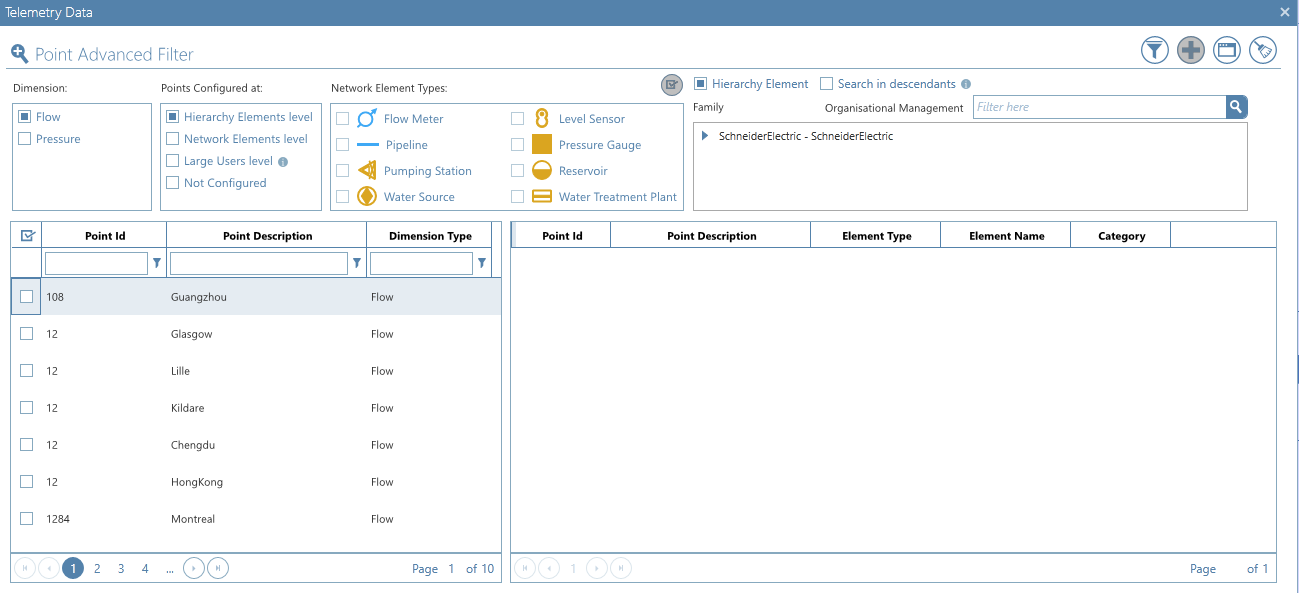 Telemetry Data
Point Advanced Filter
Dimension:
Flow
Pressure
Points Configured at:
Hierarchy Elements level
Network Elements level
Large Users level
Not Configured
Network Element Types:
Flow Meter
Level Sensor
Pipeline
Pressure Gauge
Pumping Station
Reservoir
Water Source
Water Treatment Plant
Hierarchy Element
Search in descendants
Family
Organisational Management
Filter here
SchneiderElectric - SchneiderElectric
Point Id Point Description Dimension Type
108 Guangzhou Flow
12 Glasgow Flow
12 Lille Flow
12 Kildare Flow
12 Chengdu Flow
12 HongKong Flow
1284 Montreal Flow
1 2 3 4 ... Page 1 of 10
Point Id Point Description Element Type Element Name Category
1 Page of 1